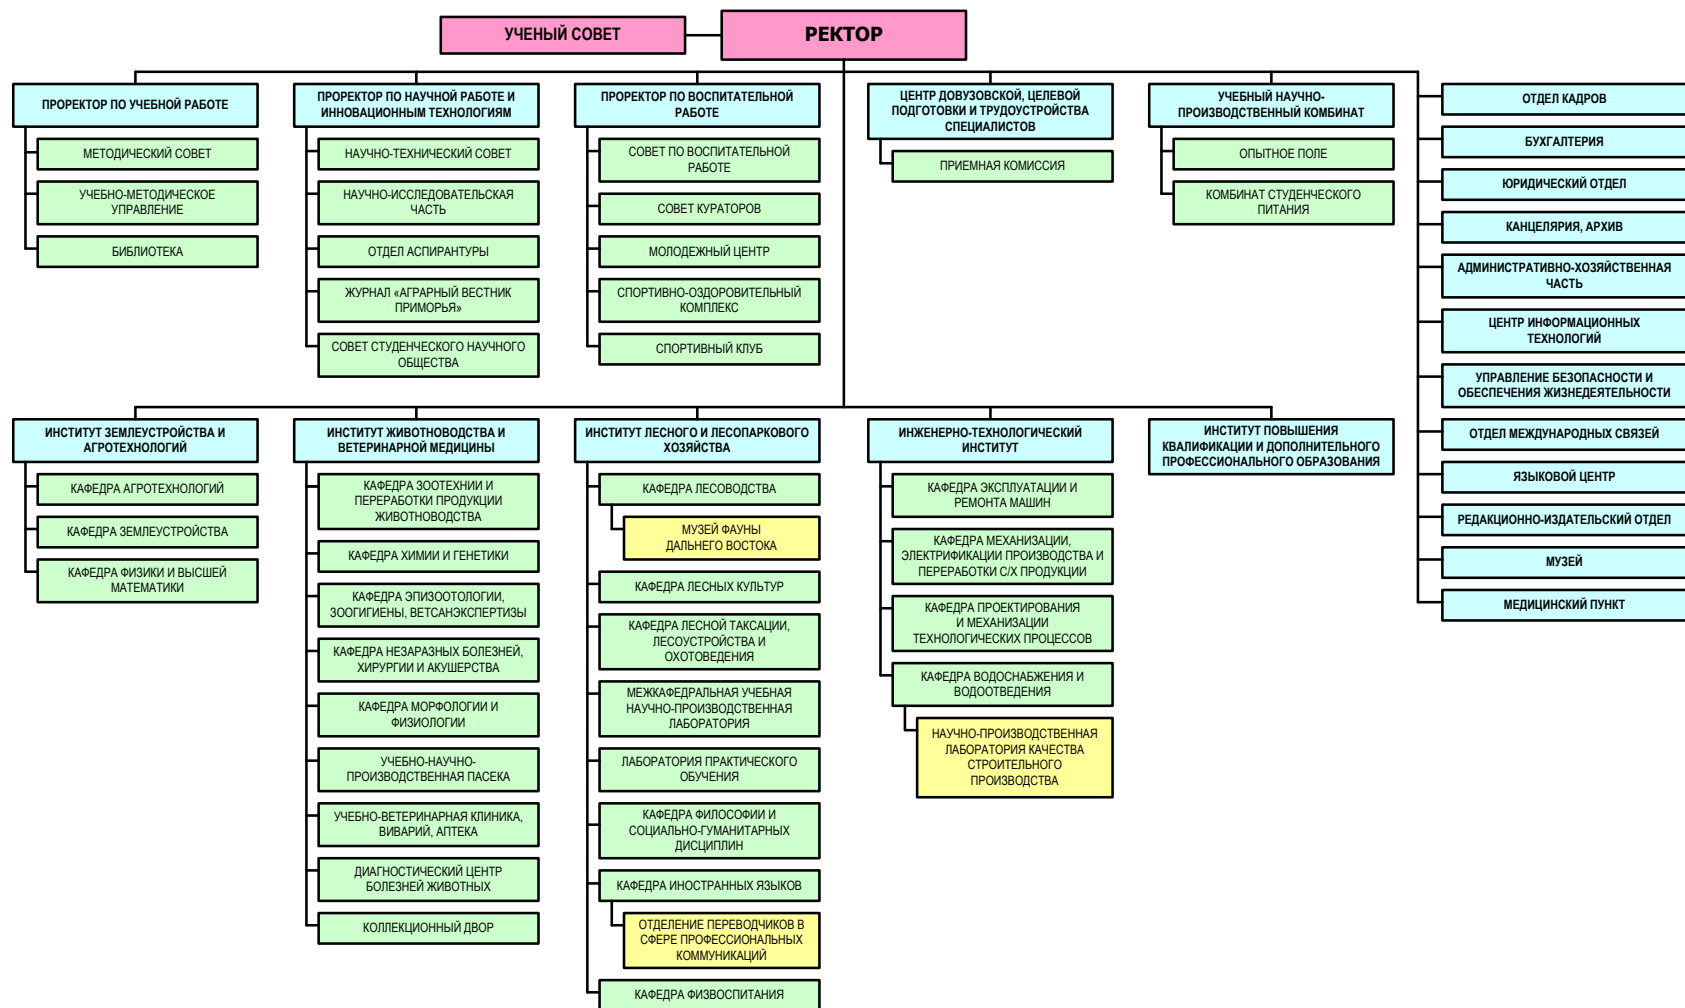 УЧЕНЫЙ СОВЕТ
РЕКТОР
ПРОРЕКТОР ПО УЧЕБНОЙ РАБОТЕ
МЕТОДИЧЕСКИЙ СОВЕТ
УЧЕБНО-МЕТОДИЧЕСКОЕ
УПРАВЛЕНИЕ
БИБЛИОТЕКА
ПРОРЕКТОР ПО НАУЧНОЙ РАБОТЕ И
ИННОВАЦИОННЫМ ТЕХНОЛОГИЯМ
НАУЧНО-ТЕХНИЧЕСКИЙ СОВЕТ
НАУЧНО-ИССЛЕДОВАТЕЛЬСКАЯ
ЧАСТЬ
ОТДЕЛ АСПИРАНТУРЫ
ЖУРНАЛ «АГРАРНЫЙ ВЕСТНИК
ПРИМОРЬЯ»
СОВЕТ СТУДЕНЧЕСКОГО НАУЧНОГО
ОБЩЕСТВА
ПРОРЕКТОР ПО ВОСПИТАТЕЛЬНОЙ
РАБОТЕ
СОВЕТ ПО ВОСПИТАТЕЛЬНОЙ
РАБОТЕ
СОВЕТ КУРАТОРОВ
МОЛОДЕЖНЫЙ ЦЕНТР
СПОРТИВНО-ОЗДОРОВИТЕЛЬНЫЙ
КОМПЛЕКС
СПОРТИВНЫЙ КЛУБ
ЦЕНТР ДОВУЗОВСКОЙ, ЦЕЛЕВОЙ
ПОДГОТОВКИ И ТРУДОУСТРОЙСТВА
СПЕЦИАЛИСТОВ
ПРИЕМНАЯ КОМИССИЯ
УЧЕБНЫЙ НАУЧНО-
ПРОИЗВОДСТВЕННЫЙ КОМБИНАТ
ОПЫТНОЕ ПОЛЕ
КОМБИНАТ СТУДЕНЧЕСКОГО
ПИТАНИЯ
ОТДЕЛ КАДРОВ
БУХГАЛТЕРИЯ
ЮРИДИЧЕСКИЙ ОТДЕЛ
КАНЦЕЛЯРИЯ, АРХИВ
АДМИНИСТРАТИВНО-ХОЗЯЙСТВЕННАЯ
ЧАСТЬ
ЦЕНТР ИНФОРМАЦИОННЫХ
ТЕХНОЛОГИЙ
УПРАВЛЕНИЕ БЕЗОПАСНОСТИ И
ОБЕСПЕЧЕНИЯ ЖИЗНЕДЕЯТЕЛЬНОСТИ
ОТДЕЛ МЕЖДУНАРОДНЫХ СВЯЗЕЙ
ЯЗЫКОВОЙ ЦЕНТР
РЕДАКЦИОННО-ИЗДАТЕЛЬСКИЙ ОТДЕЛ
МУЗЕЙ
МЕДИЦИНСКИЙ ПУНКТ
ИНСТИТУТ ЗЕМЛЕУСТРОЙСТВА И
АГРОТЕХНОЛОГИЙ
КАФЕДРА АГРОТЕХНОЛОГИЙ
КАФЕДРА ЗЕМЛЕУСТРОЙСТВА
КАФЕДРА ФИЗИКИ И ВЫСШЕЙ
МАТЕМАТИКИ
ИНСТИТУТ ЖИВОТНОВОДСТВА И
ВЕТЕРИНАРНОЙ МЕДИЦИНЫ
КАФЕДРА ЗООТЕХНИИ И
ПЕРЕРАБОТКИ ПРОДУКЦИИ
ЖИВОТНОВОДСТВА
КАФЕДРА ХИМИИ И ГЕНЕТИКИ
КАФЕДРА ЭПИЗООТОЛОГИИ,
ЗООГИГИЕНЫ, ВЕТСАНЭКСПЕРТИЗЫ
КАФЕДРА НЕЗАРАЗНЫХ БОЛЕЗНЕЙ,
ХИРУРГИИ И АКУШЕРСТВА
КАФЕДРА МОРФОЛОГИИ И
ФИЗИОЛОГИИ
УЧЕБНО-НАУЧНО-
ПРОИЗВОДСТВЕННАЯ ПАСЕКА
УЧЕБНО-ВЕТЕРИНАРНАЯ КЛИНИКА,
ВИВАРИЙ, АПТЕКА
ДИАГНОСТИЧЕСКИЙ ЦЕНТР
БОЛЕЗНЕЙ ЖИВОТНЫХ
КОЛЛЕКЦИОННЫЙ ДВОР
ИНСТИТУТ ЛЕСНОГО И ЛЕСОПАРКОВОГО
ХОЗЯЙСТВА
КАФЕДРА ЛЕСОВОДСТВА
МУЗЕЙ ФАУНЫ
ДАЛЬНЕГО ВОСТОКА
КАФЕДРА ЛЕСНЫХ КУЛЬТУР
КАФЕДРА ЛЕСНОЙ ТАКСАЦИИ,
ЛЕСОУСТРОЙСТВА И
ОХОТОВЕДЕНИЯ
МЕЖКАФЕДРАЛЬНАЯ УЧЕБНАЯ
НАУЧНО-ПРОИЗВОДСТВЕННАЯ
ЛАБОРАТОРИЯ
ЛАБОРАТОРИЯ ПРАКТИЧЕСКОГО
ОБУЧЕНИЯ
КАФЕДРА ФИЛОСОФИИ И
СОЦИАЛЬНО-ГУМАНИТАРНЫХ
ДИСЦИПЛИН
КАФЕДРА ИНОСТРАННЫХ ЯЗЫКОВ
ОТДЕЛЕНИЕ ПЕРЕВОДЧИКОВ В
СФЕРЕ ПРОФЕССИОНАЛЬНЫХ
КОММУНИКАЦИЙ
КАФЕДРА ФИЗВОСПИТАНИЯ
ИНЖЕНЕРНО-ТЕХНОЛОГИЧЕСКИЙ
ИНСТИТУТ
КАФЕДРА ЭКСПЛУАТАЦИИ И
РЕМОНТА МАШИН
КАФЕДРА МЕХАНИЗАЦИИ,
ЭЛЕКТРИФИКАЦИИ ПРОИЗВОДСТВА И
ПЕРЕРАБОТКИ С/Х ПРОДУКЦИИ
КАФЕДРА ПРОЕКТИРОВАНИЯ
И МЕХАНИЗАЦИИ
ТЕХНОЛОГИЧЕСКИХ ПРОЦЕССОВ
КАФЕДРА ВОДОСНАБЖЕНИЯ И
ВОДООТВЕДЕНИЯ
НАУЧНО-ПРОИЗВОДСТВЕННАЯ
ЛАБОРАТОРИЯ КАЧЕСТВА
СТРОИТЕЛЬНОГО
ПРОИЗВОДСТВА
ИНСТИТУТ ПОВЫШЕНИЯ
КВАЛИФИКАЦИИ И ДОПОЛНИТЕЛЬНОГО
ПРОФЕССИОНАЛЬНОГО ОБРАЗОВАНИЯ